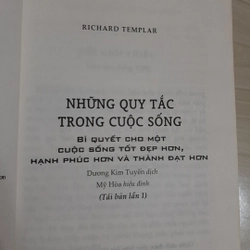 RICHARD TEMPLAR
NHỮNG QUY TẮC
TRONG CUỘC SỐNG
BÍ QUYẾT CHO MỘT
CUỘC SỐNG TỐT ĐẸP HƠN,
HẠNH PHÚC HƠN VÀ THÀNH ĐẠT HƠN
Dương Kim Tuyến dịch
Mỹ Hòa hiệu đính
(Tái bản lần 1)